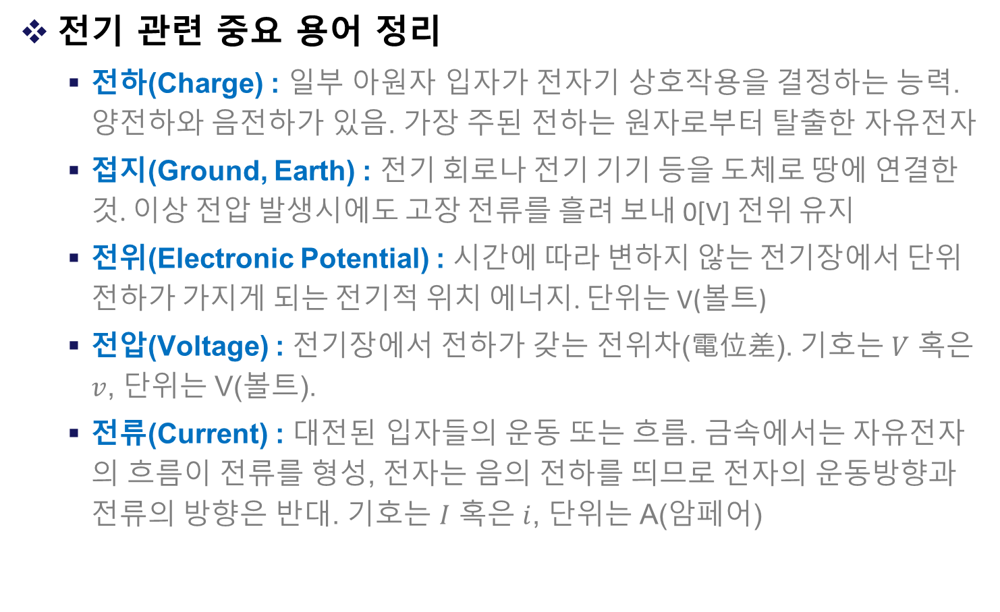 ❖ 전기 관련 중요 용어 정리
▪ 전하(Charge) : 일부 아원자 입자가 전자기 상호작용을 결정하는 능력.
양전하와 음전하가 있음. 가장 주된 전하는 원자로부터 탈출한 자유전자
▪ 접지(Ground, Earth) : 전기 회로나 전기 기기 등을 도체로 땅에 연결한
것. 이상 전압 발생시에도 고장 전류를 흘려 보내 0[V] 전위 유지
▪ 전위(Electronic Potential) : 시간에 따라 변하지 않는 전기장에서 단위
전하가 가지게 되는 전기적 위치 에너지. 단위는 V(볼트)
▪ 전압(Voltage) : 전기장에서 전하가 갖는 전위차(電位差). 기호는 V 혹은
v, 단위는 V(볼트).
▪ 전류(Current) : 대전된 입자들의 운동 또는 흐름. 금속에서는 자유전자
의 흐름이 전류를 형성, 전자는 음의 전하를 띄므로 전자의 운동방향과
전류의 방향은 반대. 기호는 I 혹은 i, 단위는 A(암페어)